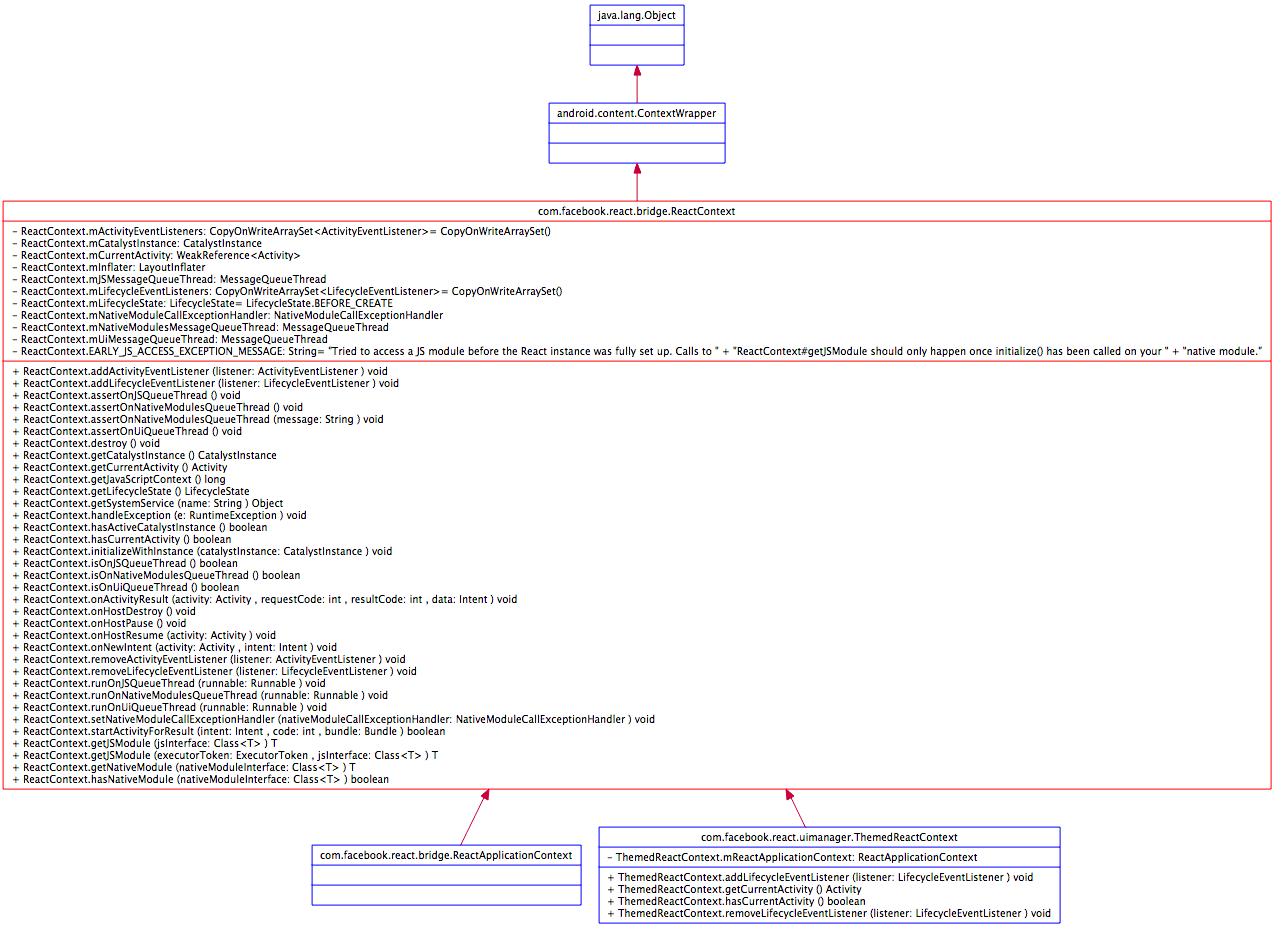 java.lang.Object
android.content.ContextWrapper
com.facebook.react.bridge.ReactContext
- ReactContext.mActivityEventListeners: CopyOnWriteArraySet<ActivityEventListener>= CopyOnWriteArraySet()
- ReactContext.mCatalystInstance: CatalystInstance
- ReactContext.mCurrentActivity: WeakReference<Activity>
- ReactContext.mInflater: LayoutInflater
- ReactContext.mJSMessageQueueThread: MessageQueueThread
- ReactContext.mLifecycleEventListeners: CopyOnWriteArraySet<LifecycleEventListener>= CopyOnWriteArraySet()
- ReactContext.mLifecycleState: LifecycleState= LifecycleState.BEFORE_CREATE
- ReactContext.mNativeModuleCallExceptionHandler: NativeModuleCallExceptionHandler
- ReactContext.mNativeModulesMessageQueueThread: MessageQueueThread
- ReactContext.mUiMessageQueueThread: MessageQueueThread
- ReactContext.EARLY_JS_ACCESS_EXCEPTION_MESSAGE: String= "Tried to access a JS module before the React instance was fully set up. Calls to " + "ReactContext#getJSModule should only happen once initialize() has been called on your " + "native module."
+ ReactContext.addActivityEventListener (listener: ActivityEventListener ) void
+ ReactContext.addLifecycleEventListener (listener: LifecycleEventListener ) void
+ ReactContext.assertOnJSQueueThread () void
+ ReactContext.assertOnNativeModulesQueueThread () void
+ ReactContext.assertOnNativeModulesQueueThread (message: String ) void
+ ReactContext.assertOnUiQueueThread () void
+ ReactContext.destroy () void
+ ReactContext.getCatalystInstance () CatalystInstance
+ ReactContext.getCurrentActivity () Activity
+ ReactContext.getJavaScriptContext () long
+ ReactContext.getLifecycleState () LifecycleState
+ ReactContext.getSystemService (name: String ) Object
+ ReactContext.handleException (e: RuntimeException ) void
+ ReactContext.hasActiveCatalystInstance () boolean
+ ReactContext.hasCurrentActivity () boolean
+ ReactContext.initializeWithInstance (catalystInstance: CatalystInstance ) void
+ ReactContext.isOnJSQueueThread () boolean
+ ReactContext.isOnNativeModulesQueueThread () boolean
+ ReactContext.isOnUiQueueThread () boolean
+ ReactContext.onActivityResult (activity: Activity , requestCode: int , resultCode: int , data: Intent ) void
+ ReactContext.onHostDestroy () void
+ ReactContext.onHostPause () void
+ ReactContext.onHostResume (activity: Activity ) void
+ ReactContext.onNewIntent (activity: Activity , intent: Intent ) void
+ ReactContext.removeActivityEventListener (listener: ActivityEventListener ) void
+ ReactContext.removeLifecycleEventListener (listener: LifecycleEventListener ) void
+ ReactContext.runOnJSQueueThread (runnable: Runnable ) void
+ ReactContext.runOnNativeModulesQueueThread (runnable: Runnable ) void
+ ReactContext.runOnUiQueueThread (runnable: Runnable ) void
+ ReactContext.setNativeModuleCallExceptionHandler (nativeModuleCallExceptionHandler: NativeModuleCallExceptionHandler ) void
+ ReactContext.startActivityForResult (intent: Intent , code: int , bundle: Bundle ) boolean
+ ReactContext.getJSModule (jsInterface: Class<T> ) T
+ ReactContext.getJSModule (executorToken: ExecutorToken , jsInterface: Class<T> ) T
+ ReactContext.getNativeModule (nativeModuleInterface: Class<T> ) T
+ ReactContext.hasNativeModule (nativeModuleInterface: Class<T> ) boolean
com.facebook.react.bridge.ReactApplicationContext
com.facebook.react.uimanager.ThemedReactContext
- ThemedReactContext.mReactApplicationContext: ReactApplicationContext
+ ThemedReactContext.addLifecycleEventListener (listener: LifecycleEventListener ) void
+ ThemedReactContext.getCurrentActivity () Activity
+ ThemedReactContext.hasCurrentActivity () boolean
+ ThemedReactContext.removeLifecycleEventListener (listener: LifecycleEventListener ) void